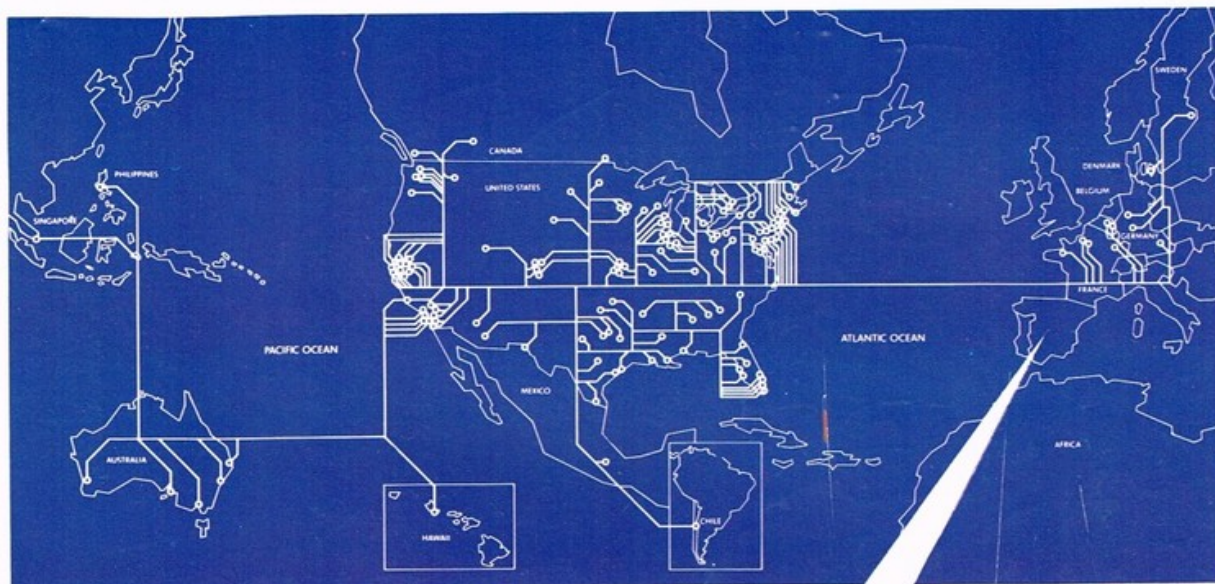 SWEDEN
CANADA
DENMARK
PHILIPPINES
UNITED STATES
BELGIUM
SINGAPORE
GERMANY
FRANCE
ATLANTIC OCEAN
PACIFIC OCEAN
MEXICO
AFRICA
AUSTRALIA
CHILE
HAWAII